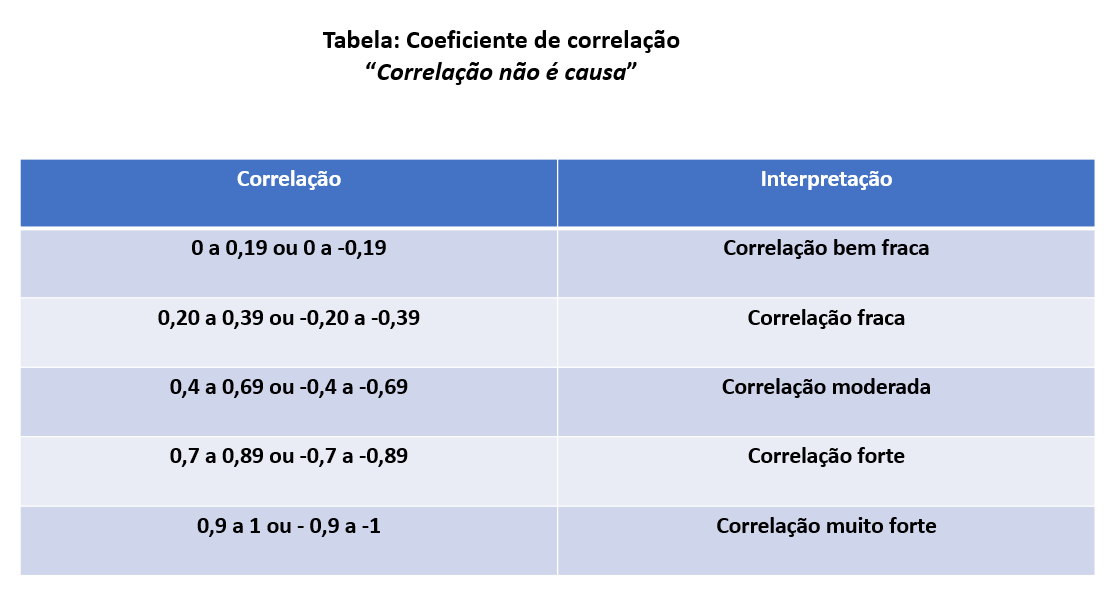 Tabela: Coeficiente de correlação
“Correlação não é causa”
Correlação Interpretação
0 a 0,19 ou 0 a -0,19 Correlação bem fraca
0,20 a 0,39 ou -0,20 a -0,39 Correlação fraca
0,4 a 0,69 ou -0,4 a -0,69 Correlação moderada
0,7 a 0,89 ou -0,7 a -0,89 Correlação forte
0,9 a 1 ou - 0,9 a -1 Correlação muito forte